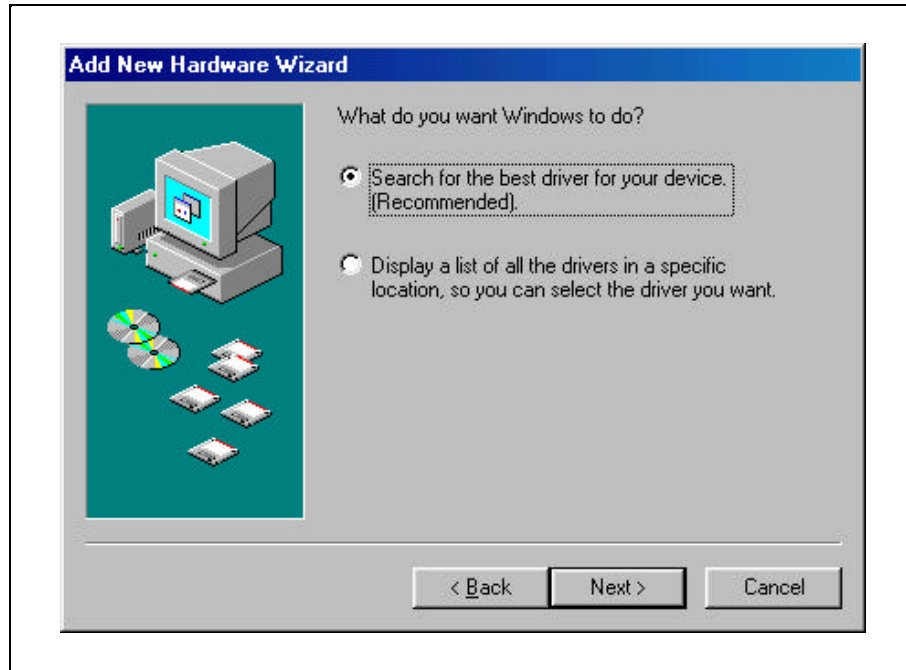 Add New Hardware Wizard
What do you want Windows to do?
Search for the best driver for your device.
(Recommended).
Display a list of all the drivers in a specific
location, so you can select the driver you want.
< Back
Next >
Cancel